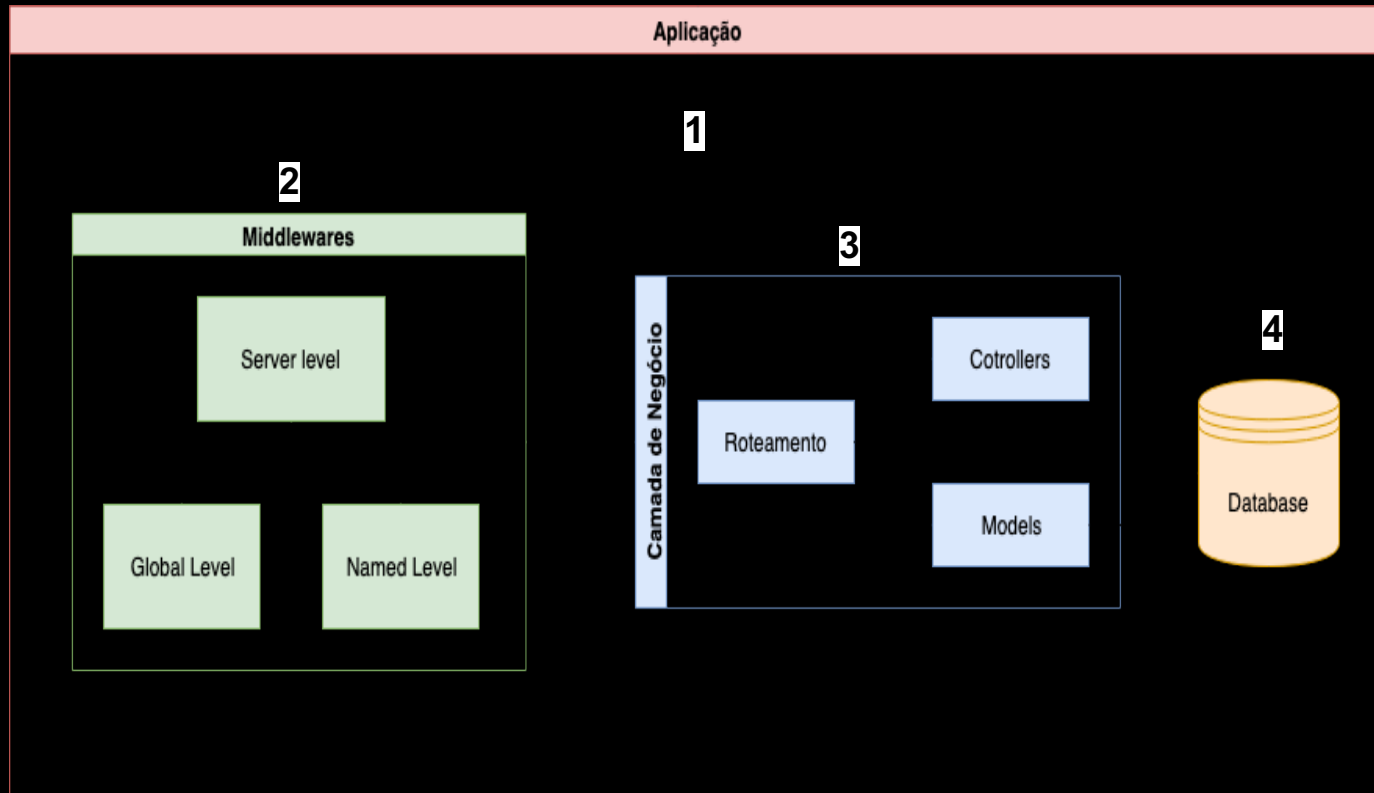 Aplicação
1
2
Middlewares
Server level
Global Level
Named Level
3
Camada de Negócio
Roteamento
Cotrollers
Models
4
Database